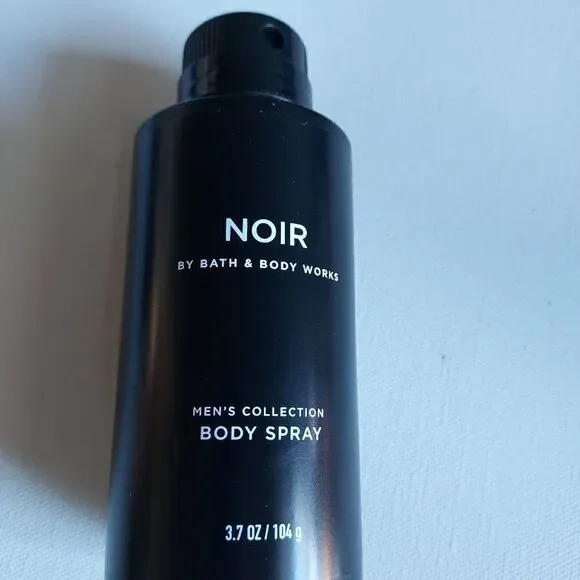 NOIR
BY BATH & BODY WORKS
MEN'S COLLECTION
BODY SPRAY
3.7 OZ / 104 g